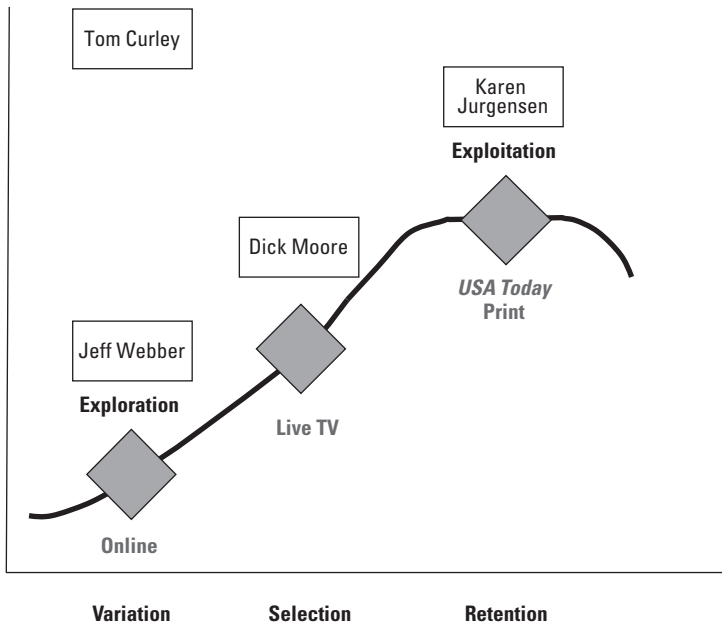 Tom Curley
Karen
Jurgensen
Exploitation
Dick Moore
USA Today
Print
Jeff Webber
Exploration
Live TV
Online
Variation Selection Retention